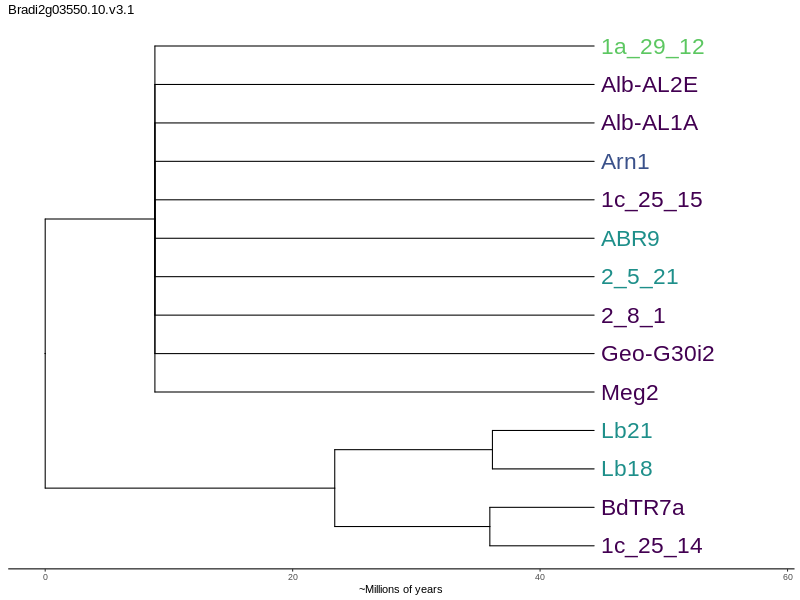 Bradi2g03550.10.v3.1
1a_29_12
Alb-AL2E
Alb-AL1A
Arn1
1c_25_15
ABR9
2_5_21
2_8_1
Geo-G30i2
Meg2
Lb21
Lb18
BdTR7a
1c_25_14
0 20 40 60
~Millions of years